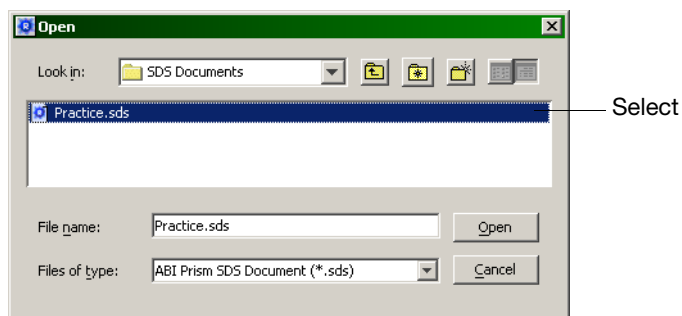 Open
Look in: SDS Documents
Practice.sds
Select
File name: Practice.sds
Open
Files of type: ABI Prism SDS Document (*.sds)
Cancel